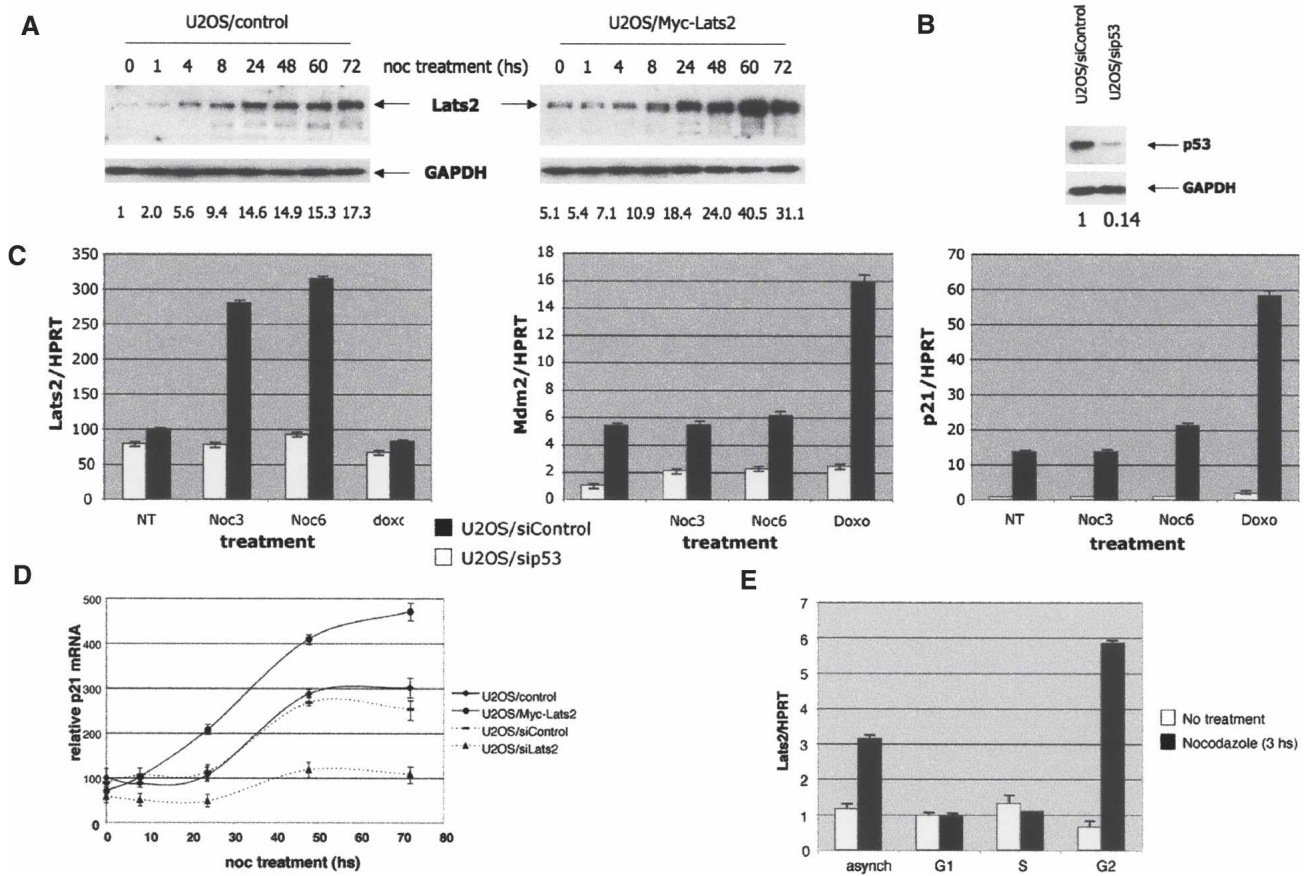 A
U2OS/control
U2OS/Myc-Lats2
0 1 4 8 24 48 60 72 noc treatment (hs) 0 1 4 8 24 48 60 72
Lats2
GAPDH
1 2.0 5.6 9.4 14.6 14.9 15.3 17.3
5.1 5.4 7.1 10.9 18.4 24.0 40.5 31.1
B
U2OS/siControl
U2OS/sip53
p53
GAPDH
1 0.14
C
Lats2/HPRT
350
300
250
200
150
100
50
0
NT Noc3 Noc6 doxc
treatment
Mdm2/HPRT
18
16
14
12
10
8
6
4
2
0
Noc3 Noc6 Doxo
treatment
p21/HPRT
70
60
50
40
30
20
10
0
NT Noc3 Noc6 Doxo
treatment
U2OS/siControl
U2OS/sip53
D
relative p21 mRNA
500
400
300
200
100
0
0 10 20 30 40 50 60 70 80
noc treatment (hs)
U2OS/control
U2OS/Myc-Lats2
U2OS/siControl
U2OS/siLats2
E
Lats2/HPRT
7
6
5
4
3
2
1
0
asynch G1 S G2
No treatment
Nocodazole (3 hs)